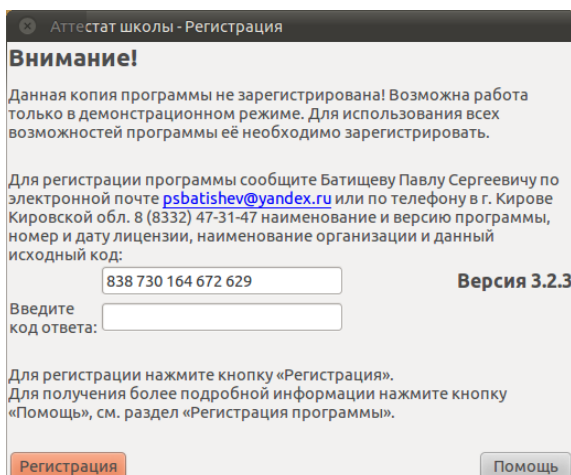 Аттестат школы - Регистрация
Внимание!
Данная копия программы не зарегистрирована! Возможна работа
только в демонстрационном режиме. Для использования всех
возможностей программы её необходимо зарегистрировать.
Для регистрации программы сообщите Батищеву Павлу Сергеевичу по
электронной почте psbatishev@yandex.ru или по телефону в г. Кирове
Кировской обл. 8 (8332) 47-31-47 наименование и версию программы,
номер и дату лицензии, наименование организации и данный
исходный код:
838 730 164 672 629
Версия 3.2.3
Введите
код ответа:
Для регистрации нажмите кнопку «Регистрация».
Для получения более подробной информации нажмите кнопку
«Помощь», см. раздел «Регистрация программы».
Регистрация
Помощь